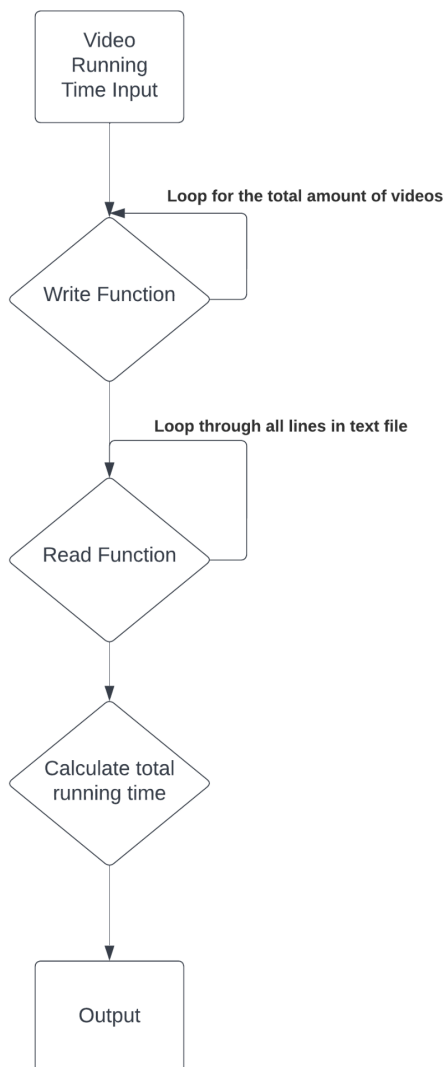 Video
Running
Time Input
Loop for the total amount of videos
Write Function
Loop through all lines in text file
Read Function
Calculate total
running time
Output